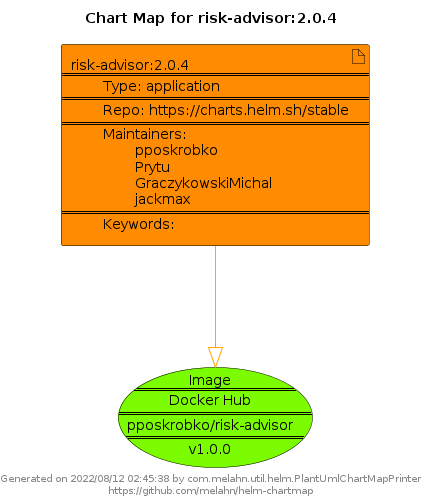 Chart Map for risk-advisor:2.0.4
risk-advisor:2.0.4
Type: application
Repo: https://charts.helm.sh/stable
Maintainers:
pposkrobko
Prytu
GraczykowskiMichal
jackmax
Keywords:
Image
Docker Hub
pposkrobko/risk-advisor
v1.0.0
Generated on 2022/08/12 02:45:38 by com.melahn.util.helm.PlantUmlChartMapPrinter
https://github.com/melahn/helm-chartmap